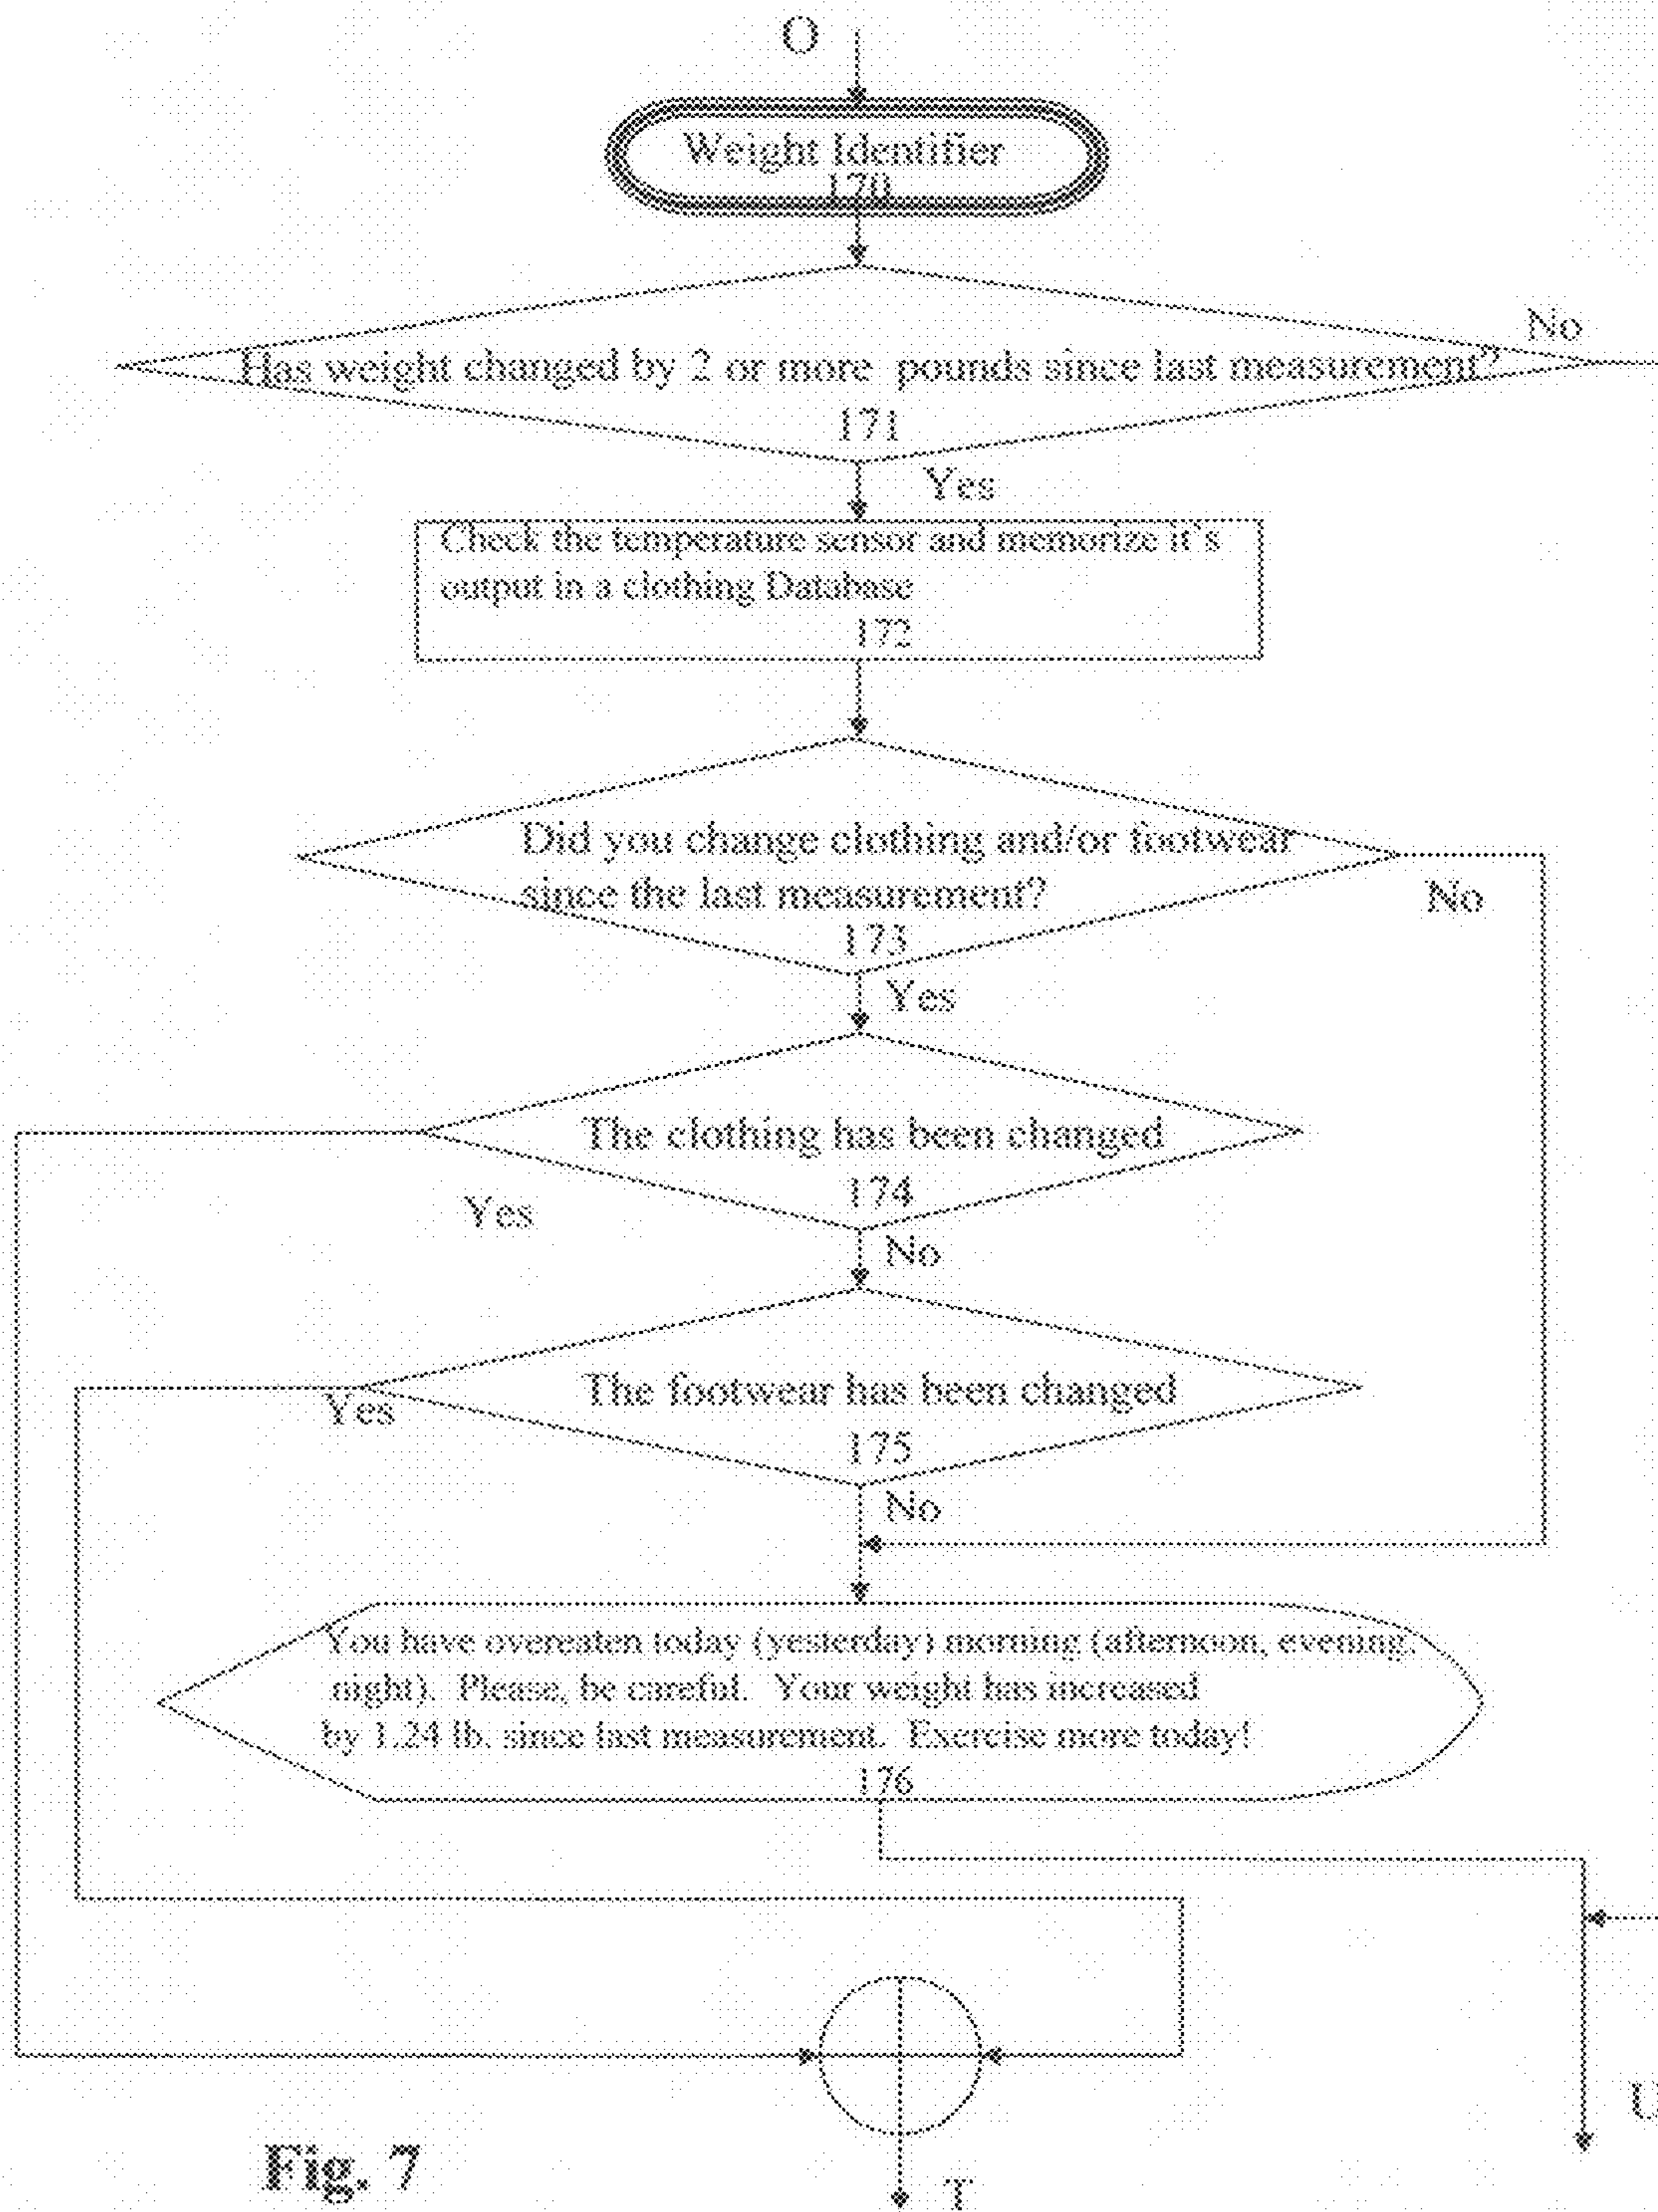 O
Weight Identifier
170
No
Has weight changed by 2 or more pounds since last measurement?
171
Yes
Check the temperature sensor and memorize it's
output in a clothing Database
172
Did you change clothing and/or footwear
since the last measurement?
173
No
Yes
The clothing has been changed
174
Yes
No
The footwear has been changed
Yes
175
No
You have overeaten today (yesterday) morning (afternoon, evening,
night). Please, be careful. Your weight has increased
by 1.24 lb. since last measurement. Exercise more today!
176
U
Fig. 7
T